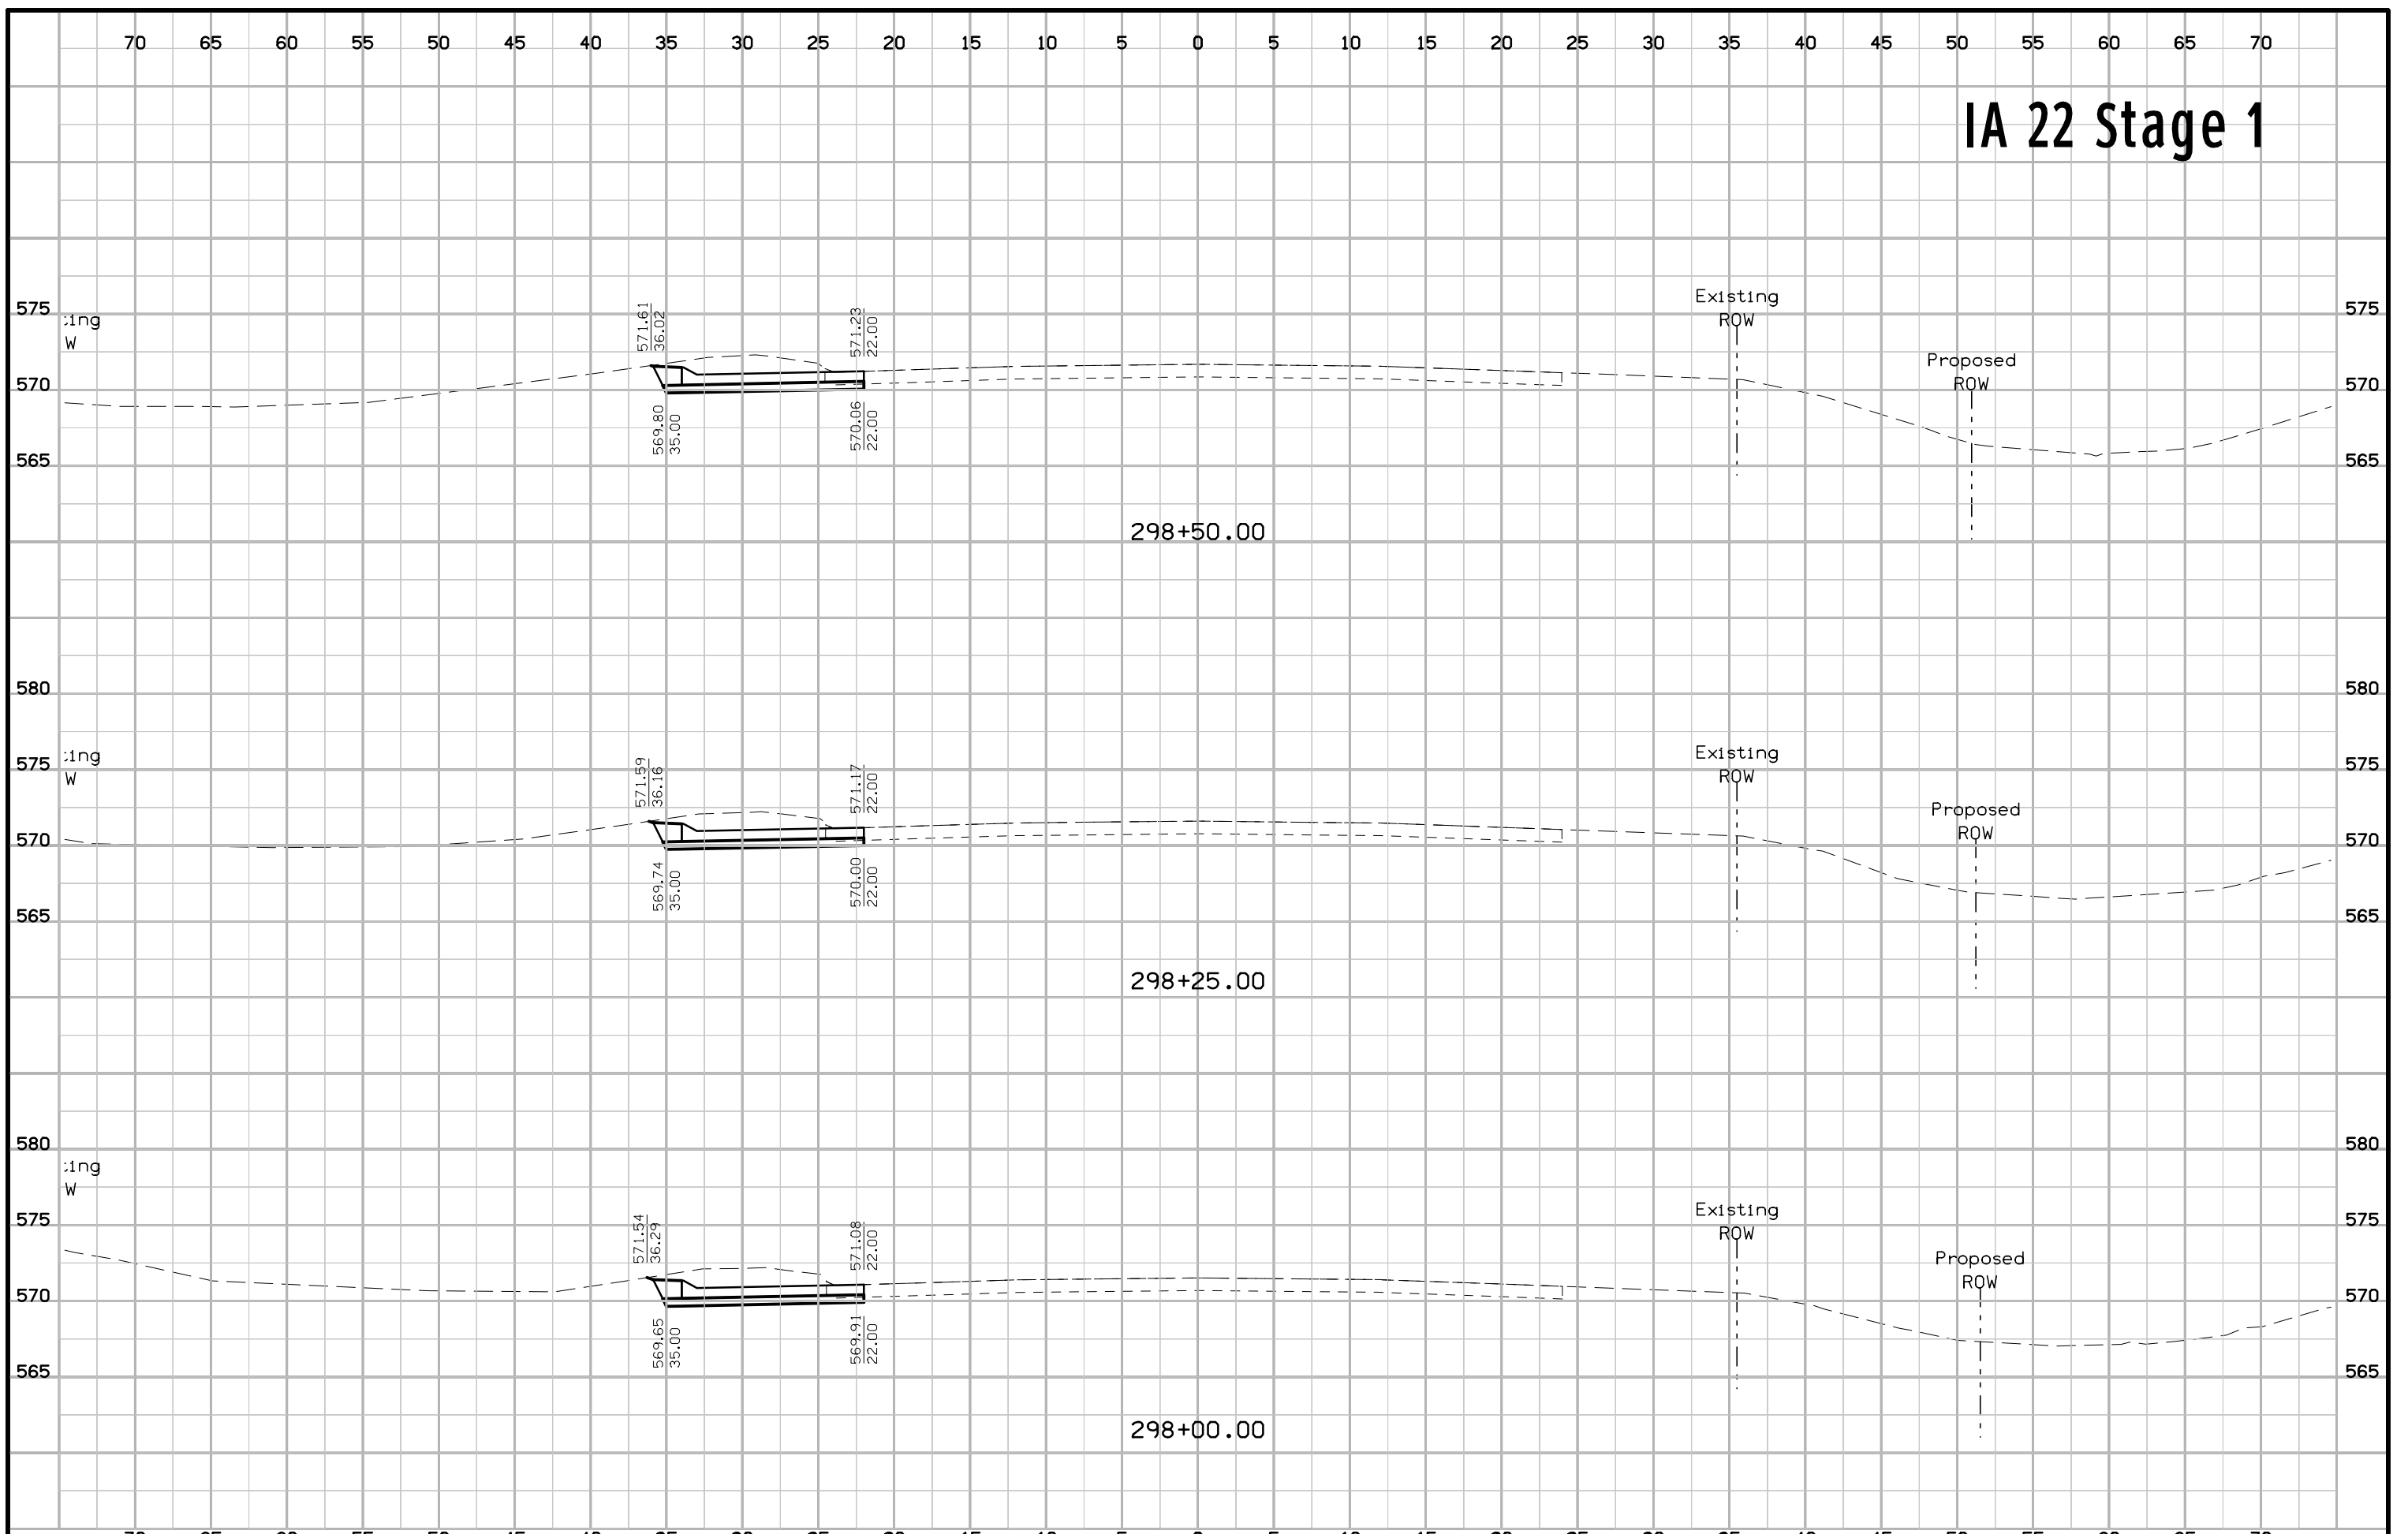 70 65 60 55 50 45 40 35 30 25 20 15 10 5 0 5 10 15 20 25 30 35 40 45 50 55 60 65 70
IA 22 Stage 1
575
ing
W
571.61
36.02
571.23
22.00
Existing
ROW
575
Proposed
ROW
570
570
569.80
35.00
570.06
22.00
565
565
298+50.00
580
580
ing
W
575
571.59
36.16
571.17
22.00
Existing
ROW
575
Proposed
ROW
570
570
569.74
35.00
570.00
22.00
565
565
298+25.00
580
580
ing
W
575
571.54
36.29
571.08
22.00
Existing
ROW
575
Proposed
ROW
570
570
569.65
35.00
569.91
22.00
565
565
298+00.00